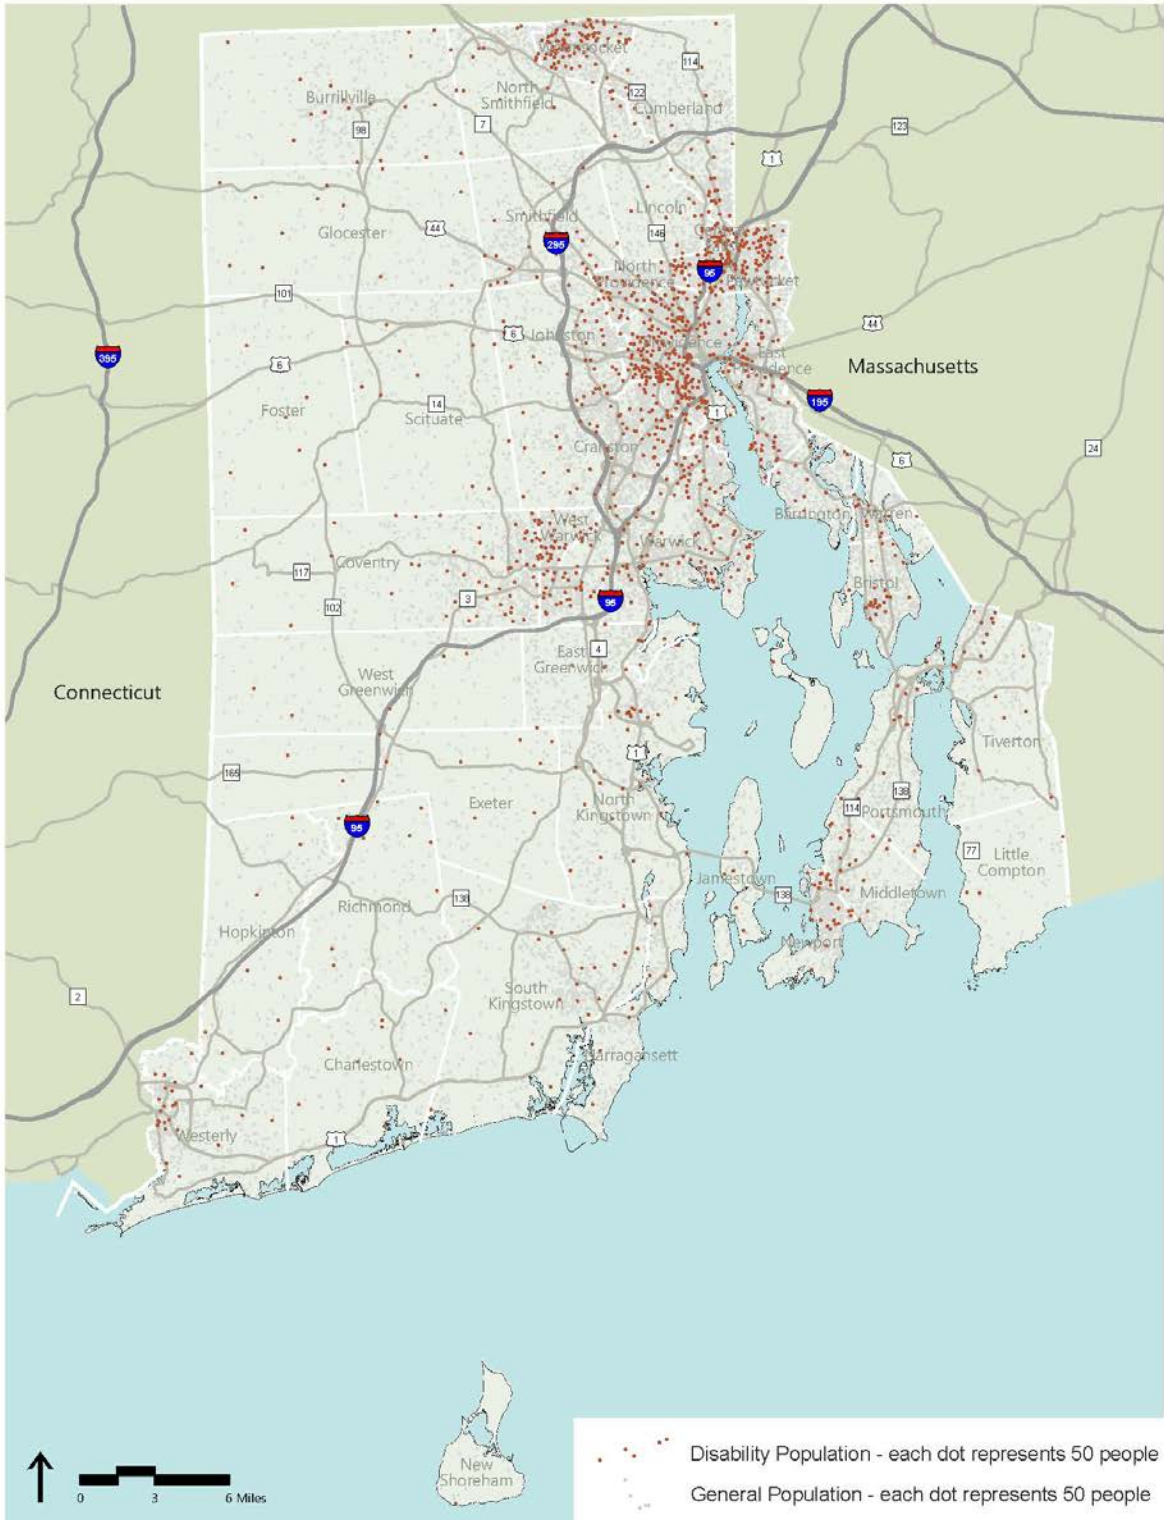 Woonsocket
114
North
Smithfield
122
Cumberland
Burrillville
98
7
123
1
Smithfield
Lincoln
146
Glocester
44
295
Central
95
North
Providence
Pawtucket
101
6
Johnston
Providence
44
395
6
East
Providence
Massachusetts
195
14
Foster
Scituate
1
24
Cranston
6
Barrington
Warren
West
Warwick
Warwick
Coventry
117
Bristol
102
3
95
4
East
Greenwich
Connecticut
West
Greenwich
Tiverton
1
165
138
Exeter
North
Kingstown
114
Portsmouth
95
77
Little
Compton
Jamestown
138
138
Middletown
Richmond
Hopkinton
Newport
2
South
Kingstown
Charlestown
Narragansett
Westerly
1
New
Shoreham
0 3 6 Miles
Disability Population - each dot represents 50 people
General Population - each dot represents 50 people